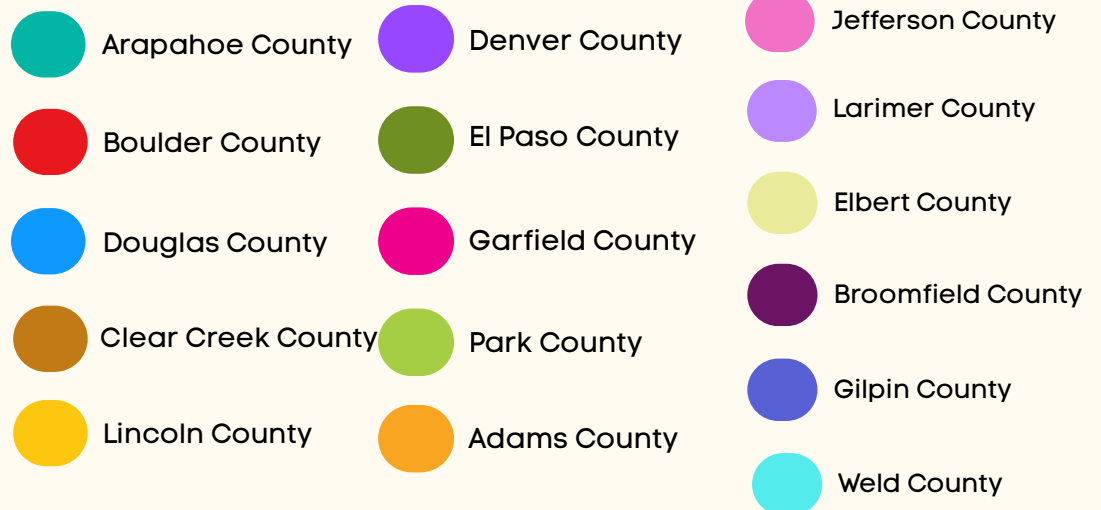 Arapahoe County
Boulder County
Douglas County
Clear Creek County
Lincoln County
Denver County
El Paso County
Garfield County
Park County
Adams County
Jefferson County
Larimer County
Elbert County
Broomfield County
Gilpin County
Weld County